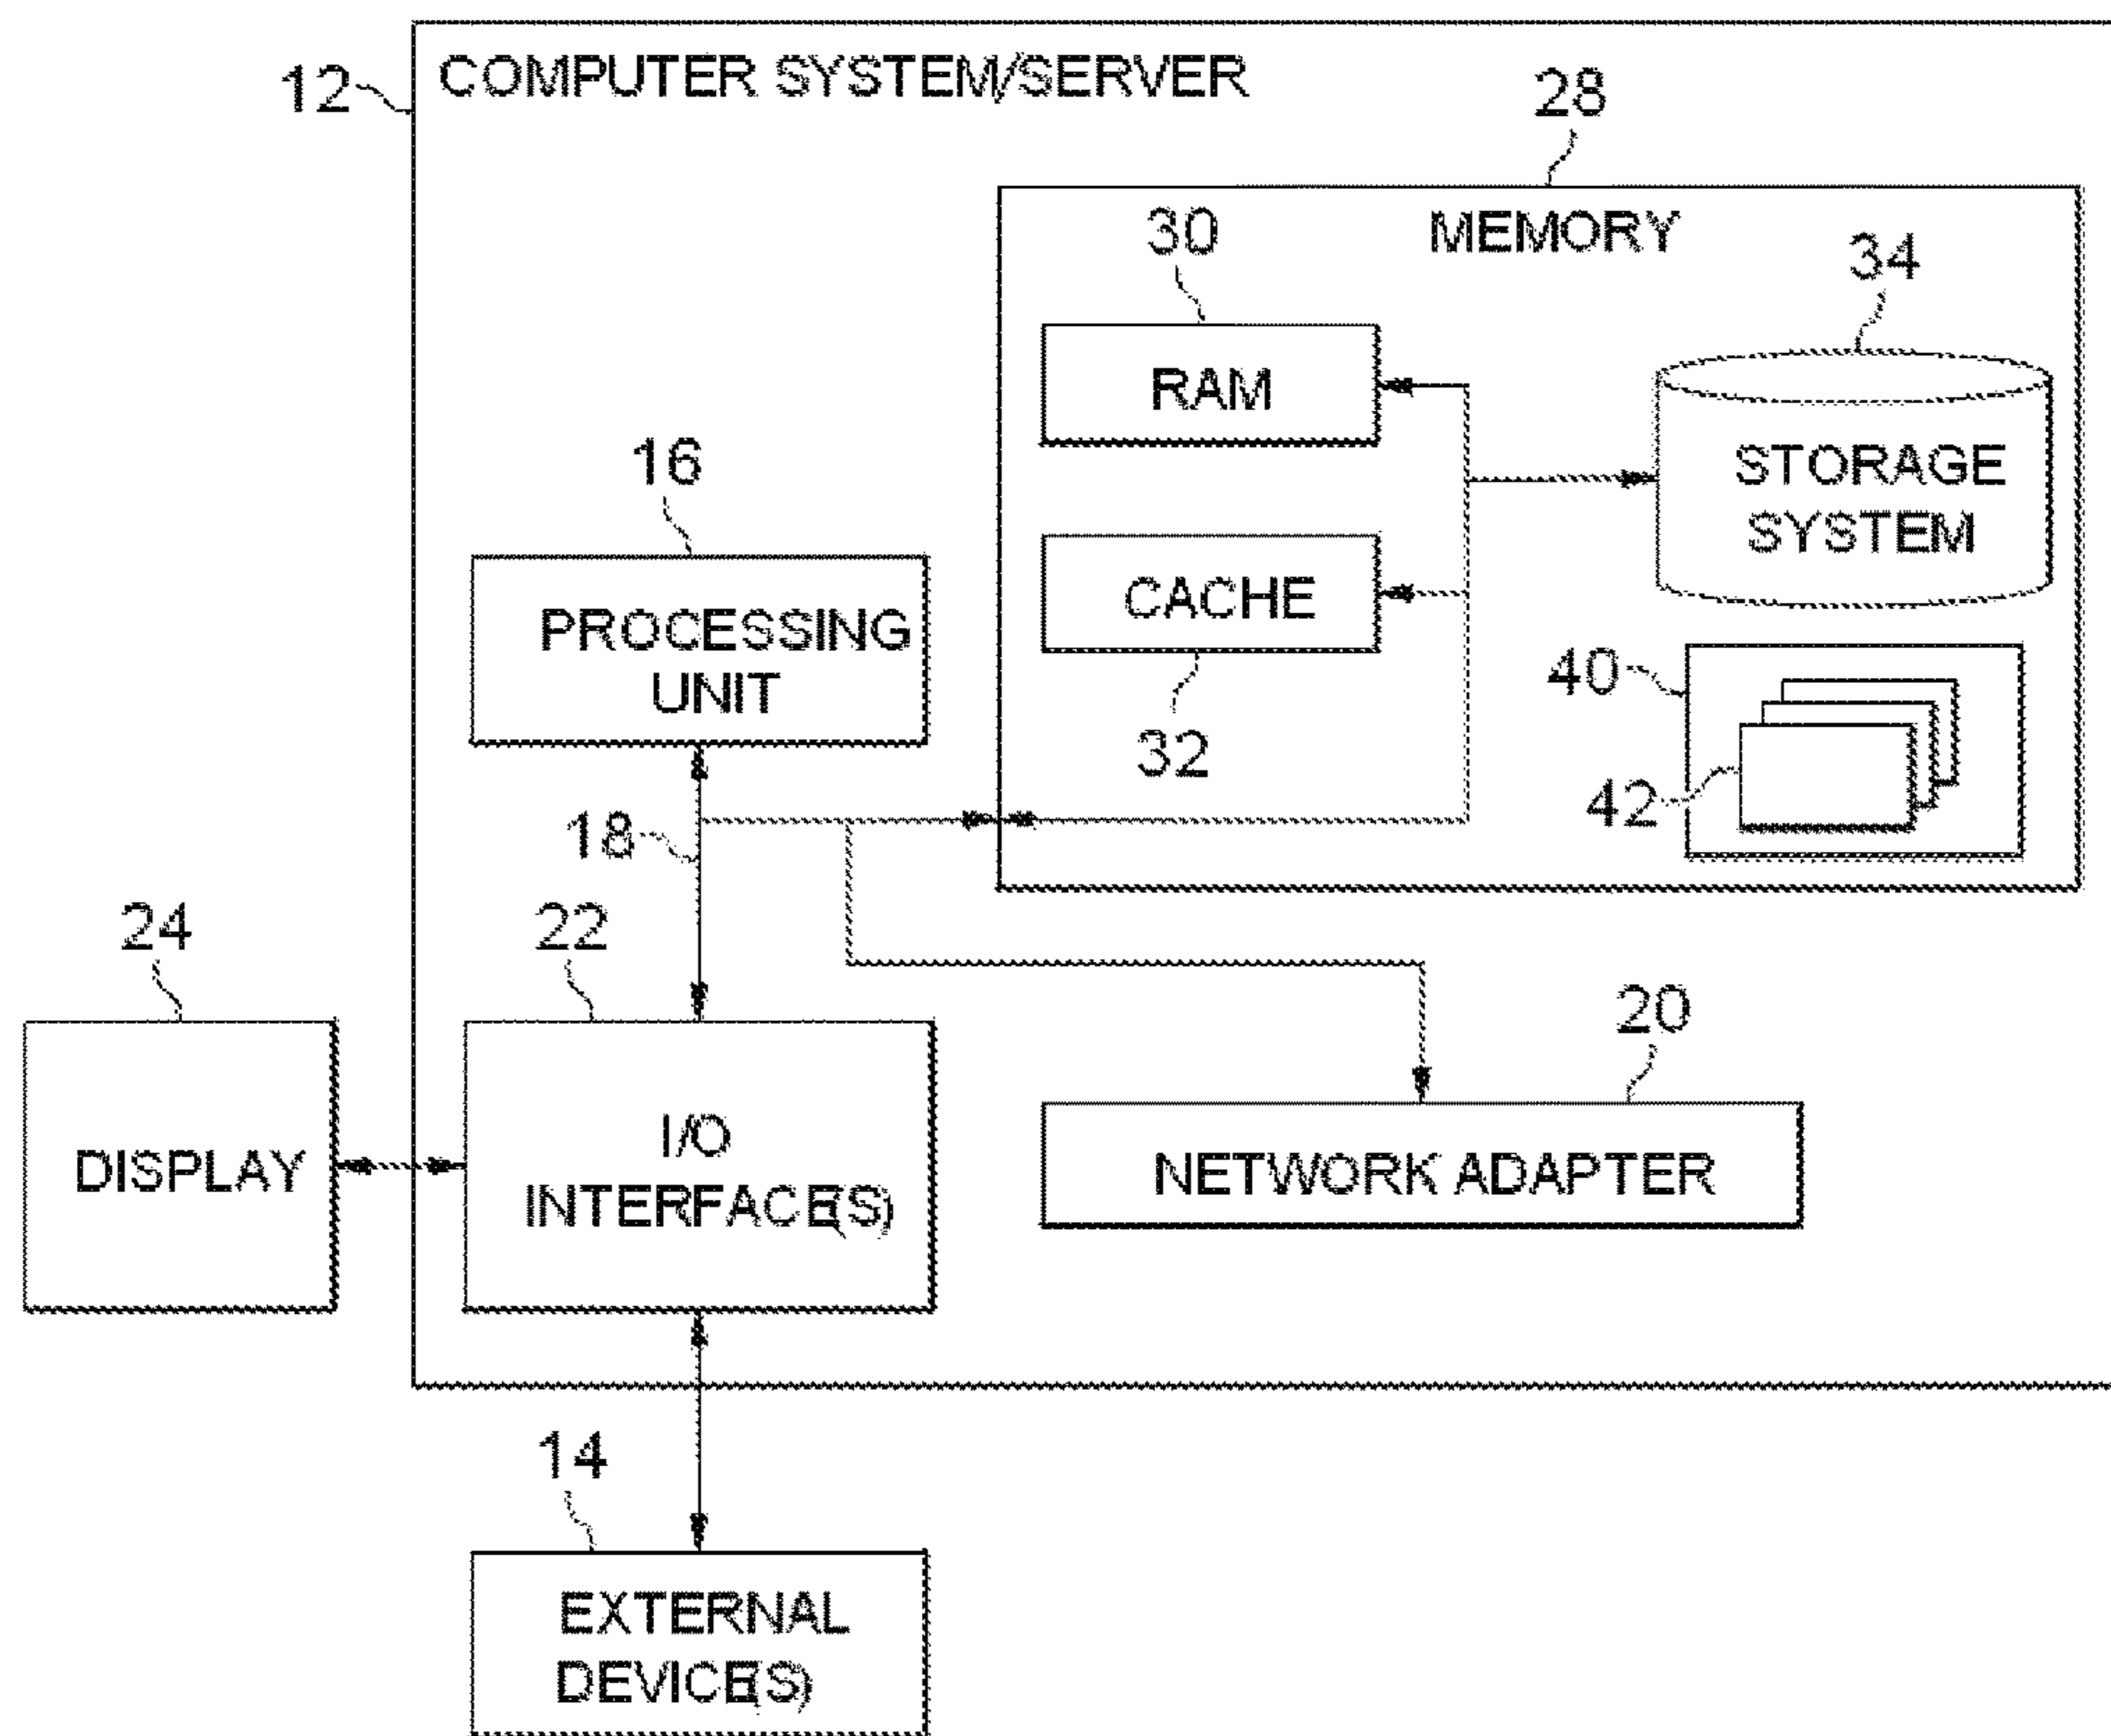 12
COMPUTER SYSTEM/SERVER
28
MEMORY
30
34
RAM
STORAGE
SYSTEM
16
PROCESSING
UNIT
CACHE
32
40
42
18
24
22
20
DISPLAY
I/O
INTERFACE(S)
NETWORK ADAPTER
14
EXTERNAL
DEVICE(S)